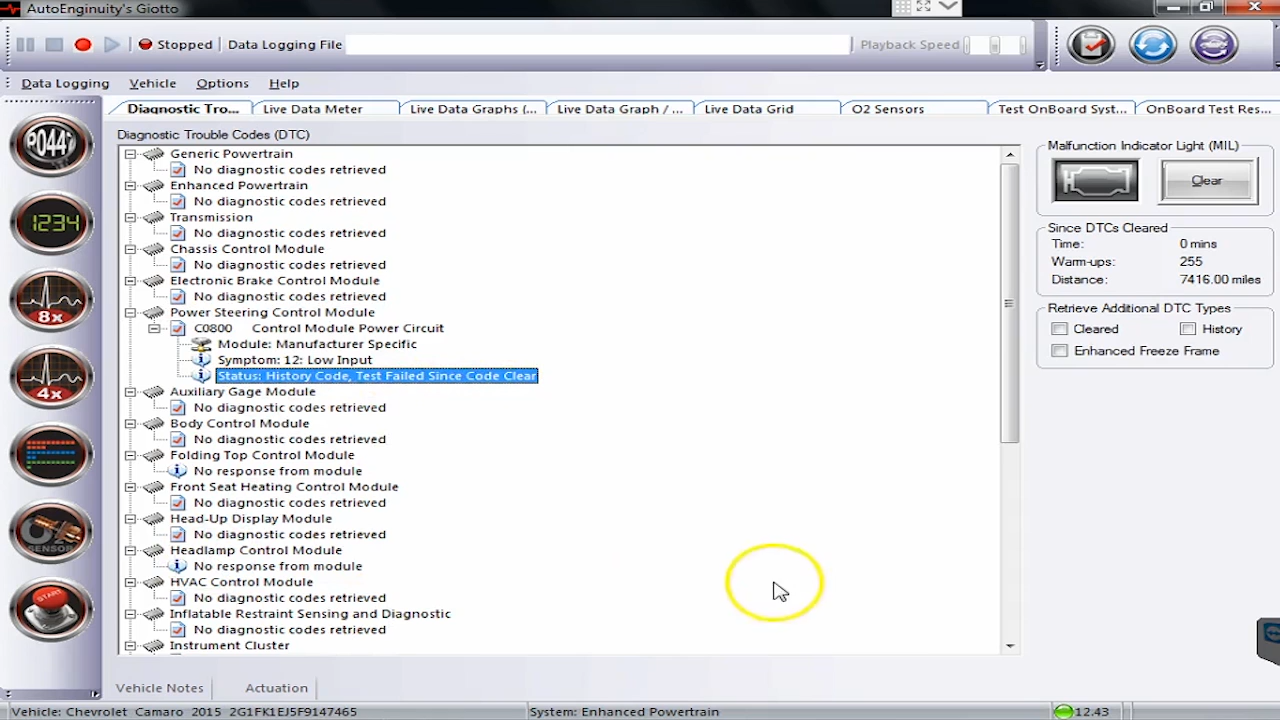 AutoEnginuity's Giotto
Stopped Data Logging File Playback Speed
Data Logging Vehicle Options Help
Diagnostic Tro... Live Data Meter Live Data Graphs (... Live Data Graph / ... Live Data Grid O2 Sensors Test OnBoard Syst... OnBoard Test Res...
Diagnostic Trouble Codes (DTC)
P0447
1234
8x
4x
O2
SENSOR
START
Generic Powertrain
No diagnostic codes retrieved
Enhanced Powertrain
No diagnostic codes retrieved
Transmission
No diagnostic codes retrieved
Chassis Control Module
No diagnostic codes retrieved
Electronic Brake Control Module
No diagnostic codes retrieved
Power Steering Control Module
C0800 Control Module Power Circuit
Module: Manufacturer Specific
Symptom: 12: Low Input
Status: History Code, Test Failed Since Code Clear
Auxiliary Gage Module
No diagnostic codes retrieved
Body Control Module
No diagnostic codes retrieved
Folding Top Control Module
No response from module
Front Seat Heating Control Module
No diagnostic codes retrieved
Head-Up Display Module
No diagnostic codes retrieved
Headlamp Control Module
No response from module
HVAC Control Module
No diagnostic codes retrieved
Inflatable Restraint Sensing and Diagnostic
No diagnostic codes retrieved
Instrument Cluster
Malfunction Indicator Light (MIL)
Clear
Since DTCs Cleared
Time: 0 mins
Warm-ups: 255
Distance: 7416.00 miles
Retrieve Additional DTC Types
Cleared History
Enhanced Freeze Frame
Vehicle Notes Actuation
Vehicle: Chevrolet Camaro 2015 2G1FK1EJ5F9147465 System: Enhanced Powertrain 12.43